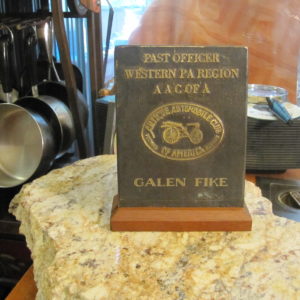 PAST OFFICER
WESTERN PA REGION
A A C OF A
ANTIQUE AUTOMOBILE CLUB
OF AMERICA
GALEN FIKE